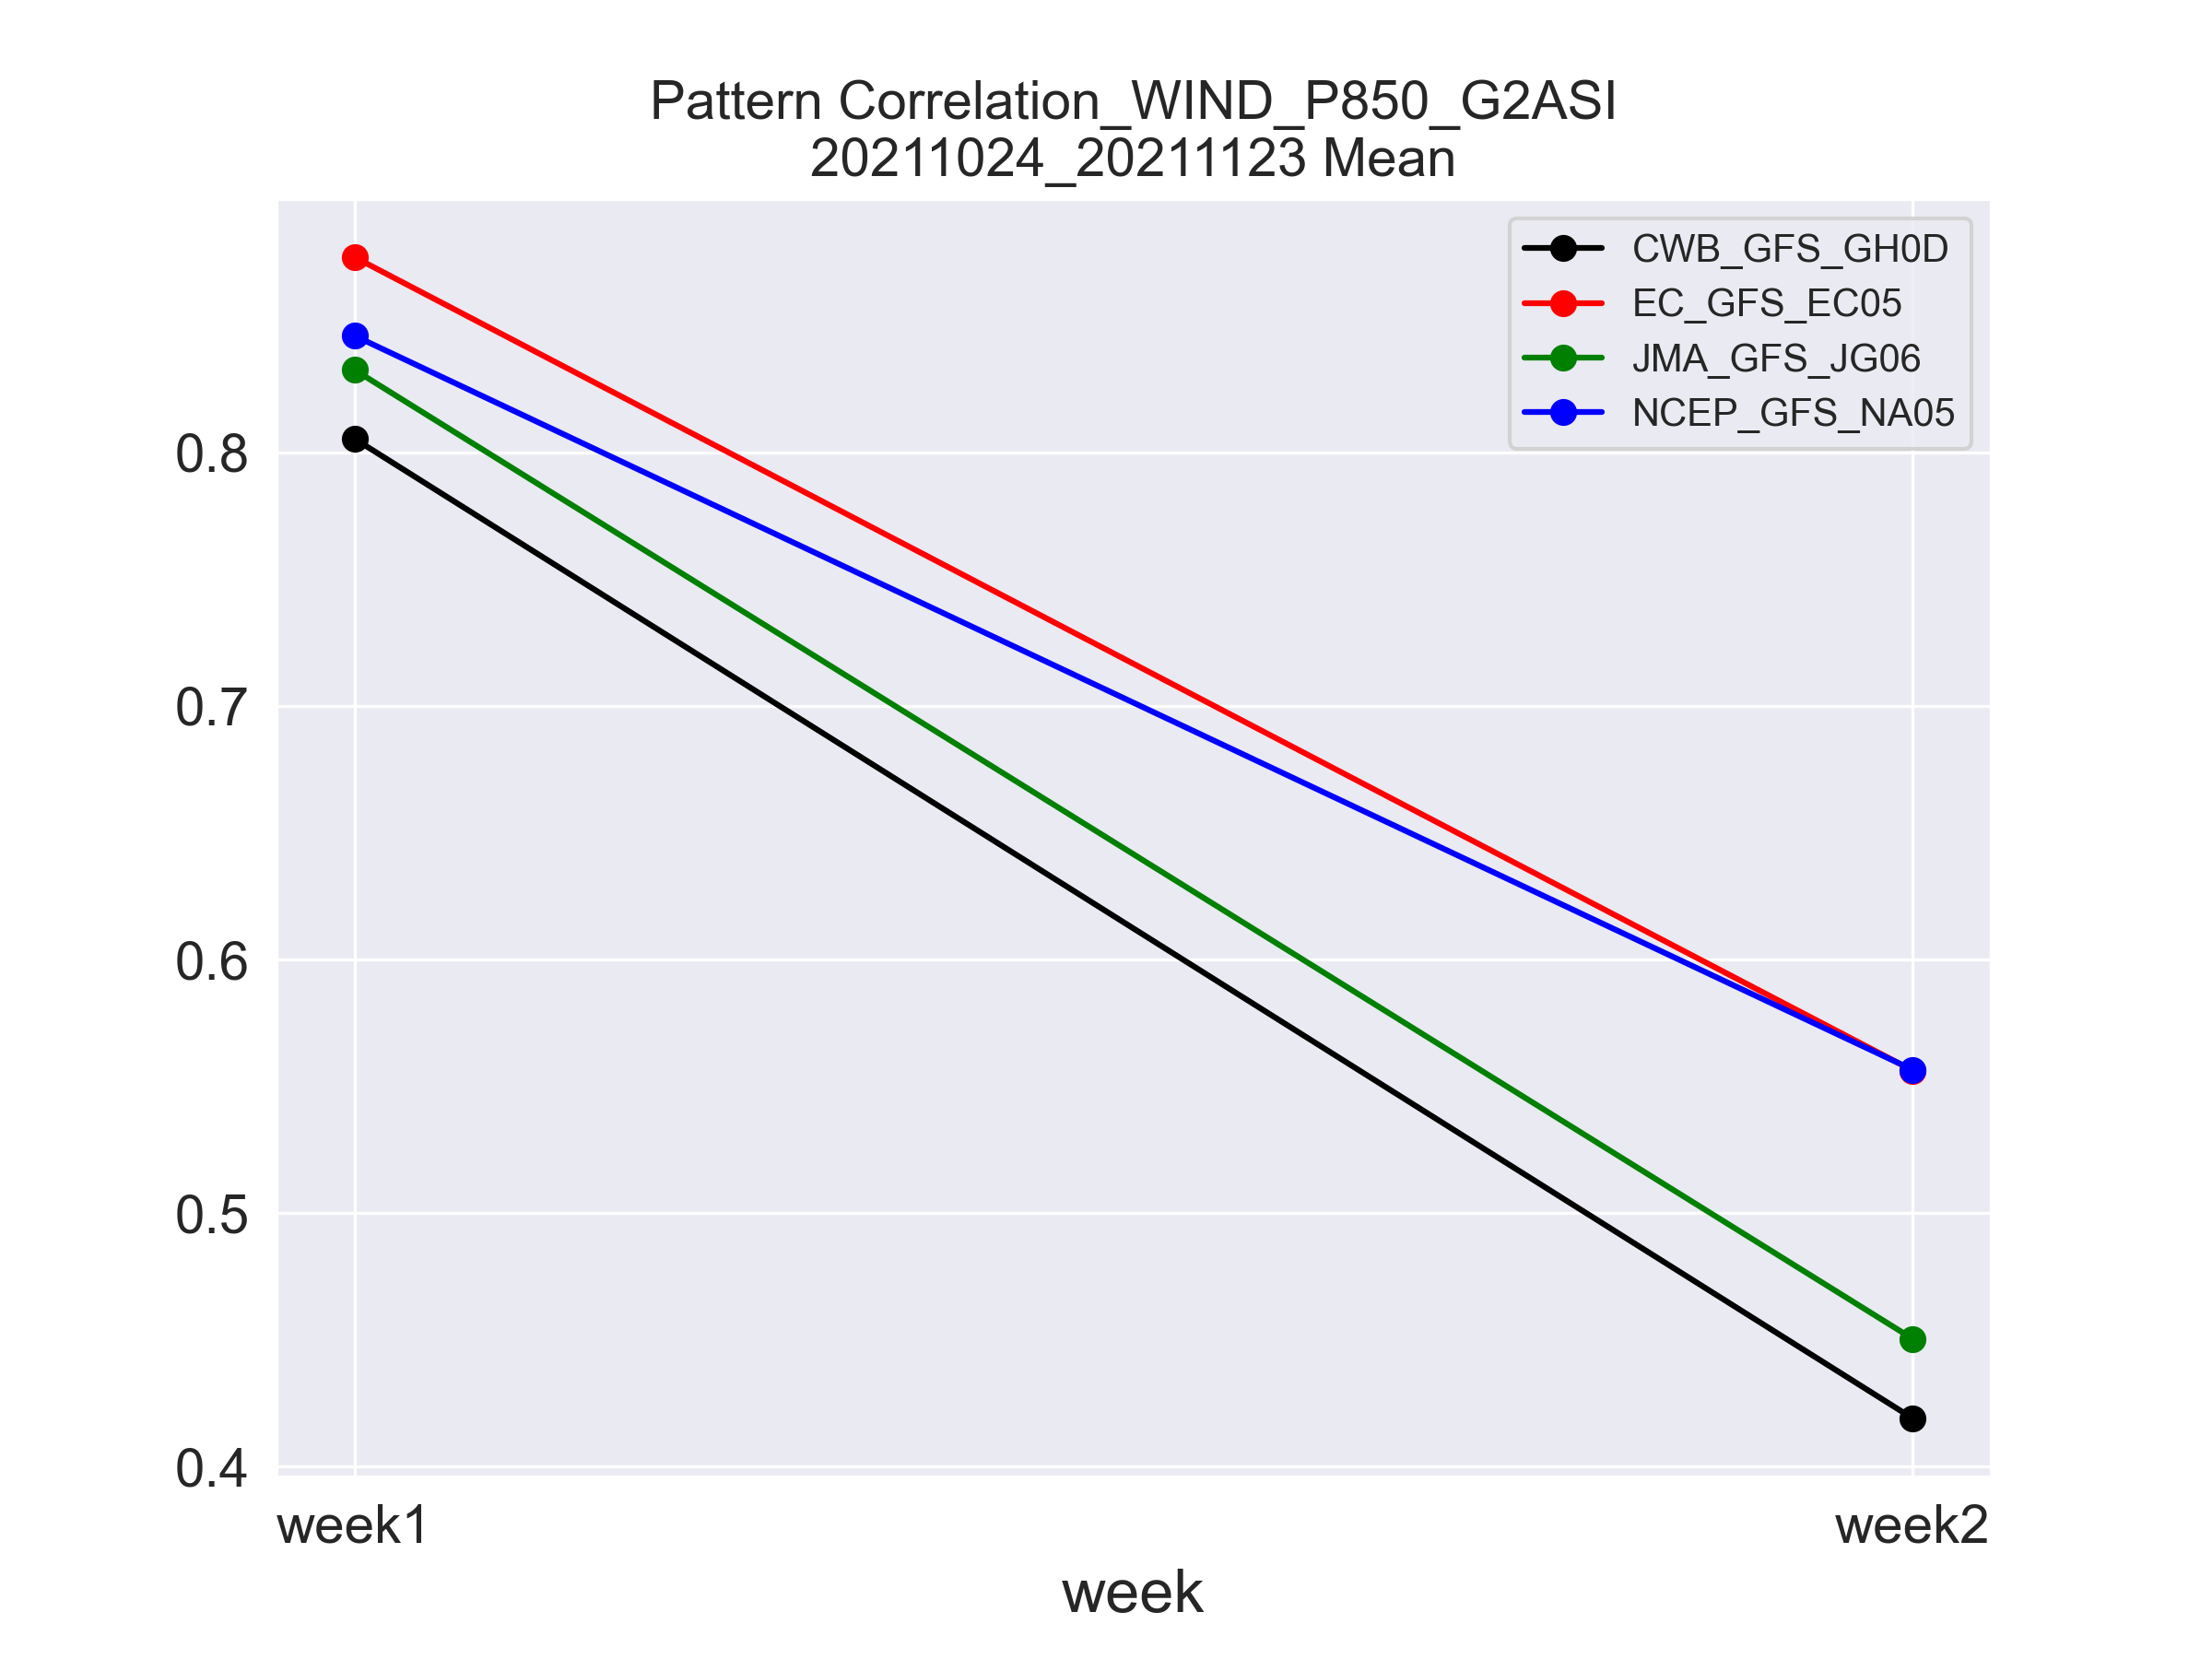 Pattern Correlation_WIND_P850_G2ASI
20211024_20211123 Mean
CWB_GFS_GH0D
EC_GFS_EC05
JMA_GFS_JG06
NCEP_GFS_NA05
0.8
0.7
0.6
0.5
0.4
week1
week2
week